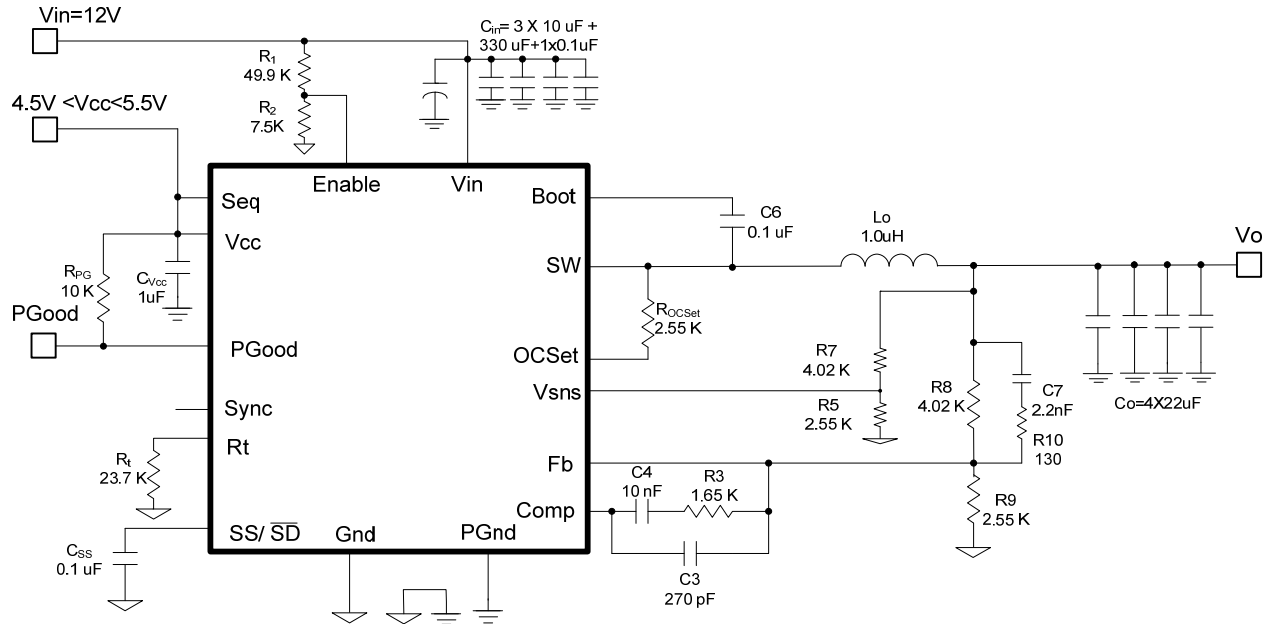 Vin=12V
Cin= 3 X 10 uF +
330 uF+1x0.1uF
R1
49.9 K
4.5V <Vcc<5.5V
R2
7.5K
Enable
Vin
Boot
Seq
C6
0.1 uF
Lo
1.0uH
Vo
Vcc
SW
RPG
10 K
CVcc
1uF
ROCSet
2.55 K
PGood
PGood
OCSet
R7
4.02 K
Vsns
R8
4.02 K
C7
2.2nF
Co=4X22uF
Sync
R5
2.55 K
R10
130
Rt
Rt
23.7 K
Fb
C4
10 nF
R3
1.65 K
R9
2.55 K
Comp
SS/ SD
Gnd
PGnd
CSS
0.1 uF
C3
270 pF